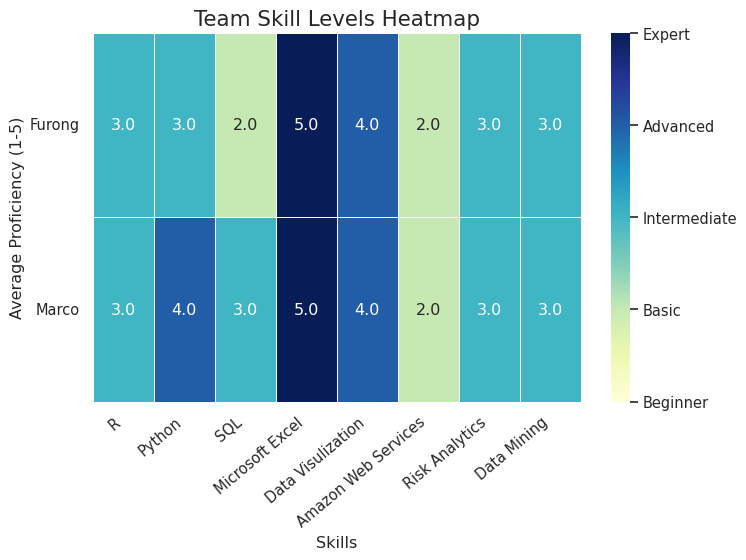 Team Skill Levels Heatmap
Average Proficiency (1-5)
Furong
3.0 3.0 2.0 5.0 4.0 2.0 3.0 3.0
Marco
3.0 4.0 3.0 5.0 4.0 2.0 3.0 3.0
R
Python
SQL
Microsoft Excel
Data Visulization
Amazon Web Services
Risk Analytics
Data Mining
Skills
Expert
Advanced
Intermediate
Basic
Beginner